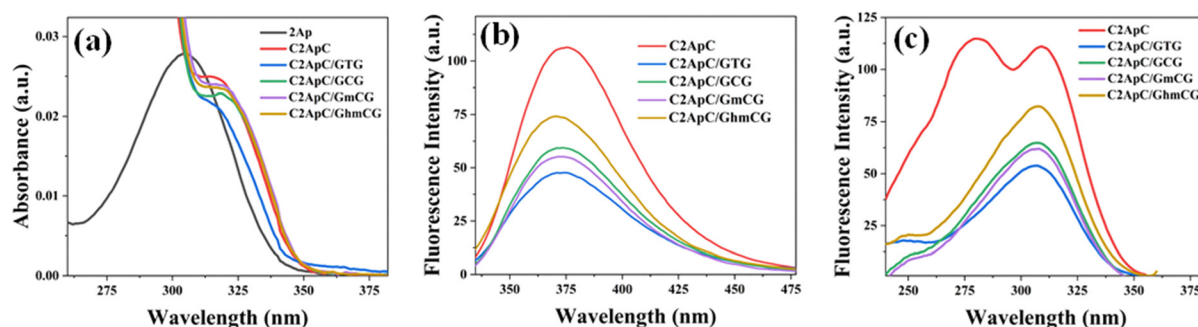 (a)
2Ap
C2ApC
C2ApC/GTG
C2ApC/GCG
C2ApC/GmCG
C2ApC/GhmCG
Absorbance (a.u.)
0.03
0.02
0.01
0.00
275 300 325 350 375
Wavelength (nm)
(b)
C2ApC
C2ApC/GTG
C2ApC/GCG
C2ApC/GmCG
C2ApC/GhmCG
Fluorescence Intensity (a.u.)
100
75
50
25
0
350 375 400 425 450 475
Wavelength (nm)
(c)
C2ApC
C2ApC/GTG
C2ApC/GCG
C2ApC/GmCG
C2ApC/GhmCG
Fluorescence Intensity (a.u.)
125
100
75
50
25
250 275 300 325 350 375
Wavelength (nm)